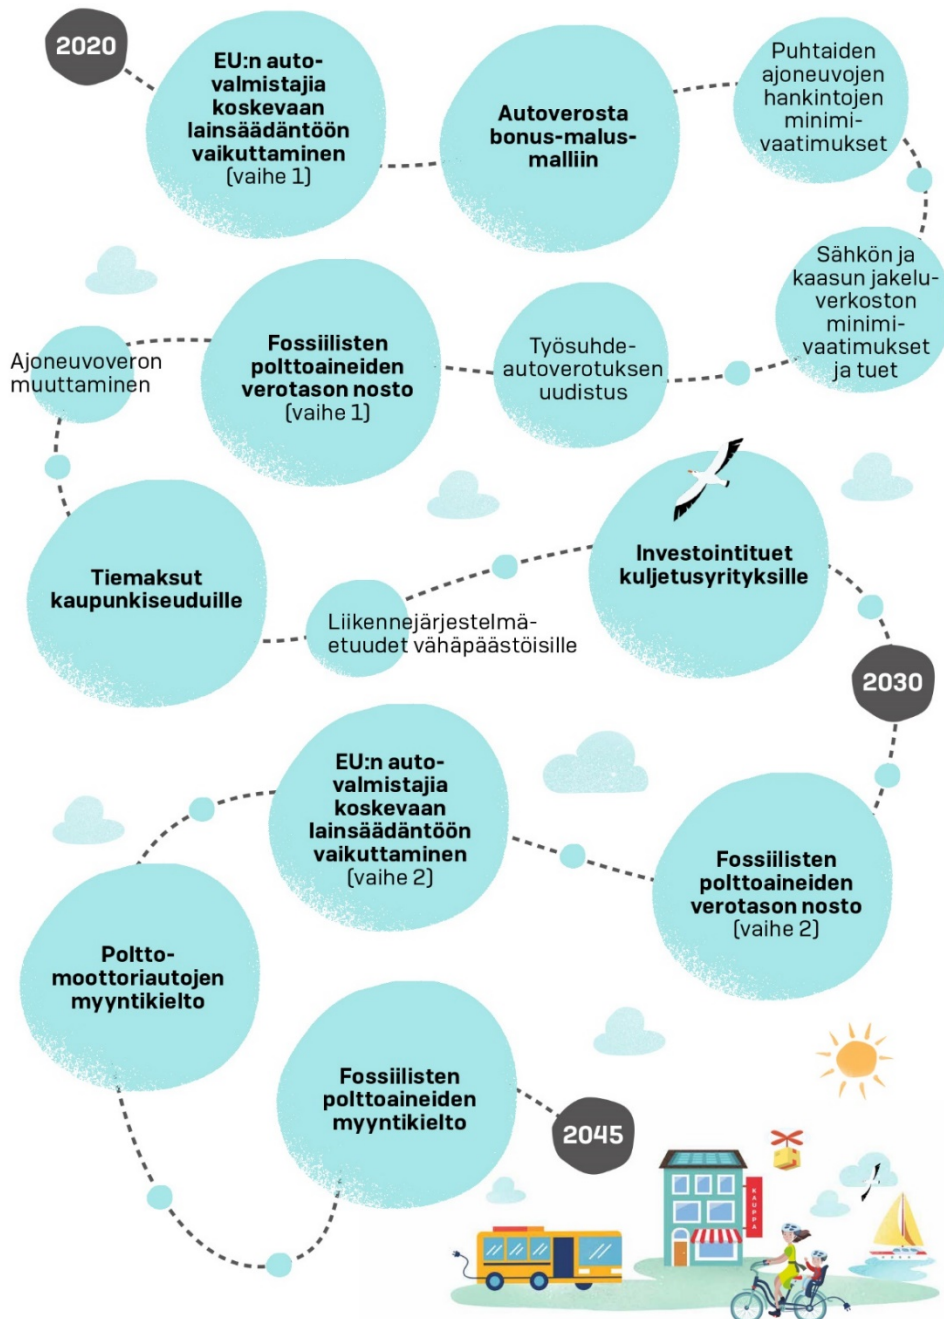 2020
EU:n auto-
valmistajia
koskevaan
lainsäädäntöön
vaikuttaminen
(vaihe 1)
Autoverosta
bonus-malus-
malliin
Puhtaiden
ajoneuvojen
hankintojen
minimi-
vaatimukset
Sähkön ja
kaasun jakelu-
verkoston
minimi-
vaatimukset
ja tuet
Työsuhde-
autoverotuksen
uudistus
Fossiilisten
polttoaineiden
verotason nosto
(vaihe 1)
Ajoneuvoveron
muuttaminen
Tiemaksut
kaupunkiseuduille
Liikennejärjestelmä-
etuudet vähäpäästöisille
Investointituet
kuljetusyrityksille
2030
Fossiilisten
polttoaineiden
verotason nosto
(vaihe 2)
EU:n auto-
valmistajia
koskevaan
lainsäädäntöön
vaikuttaminen
(vaihe 2)
Poltto-
moottoriautojen
myyntikielto
Fossiilisten
polttoaineiden
myyntikielto
2045
KAUPPA